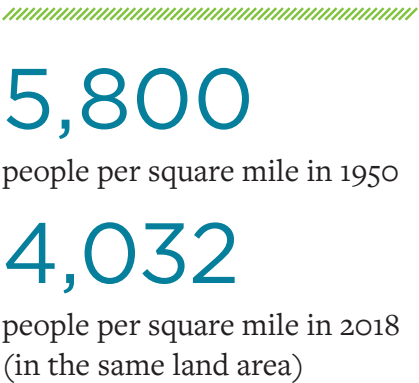 5,800
people per square mile in 1950
4,032
people per square mile in 2018
(in the same land area)